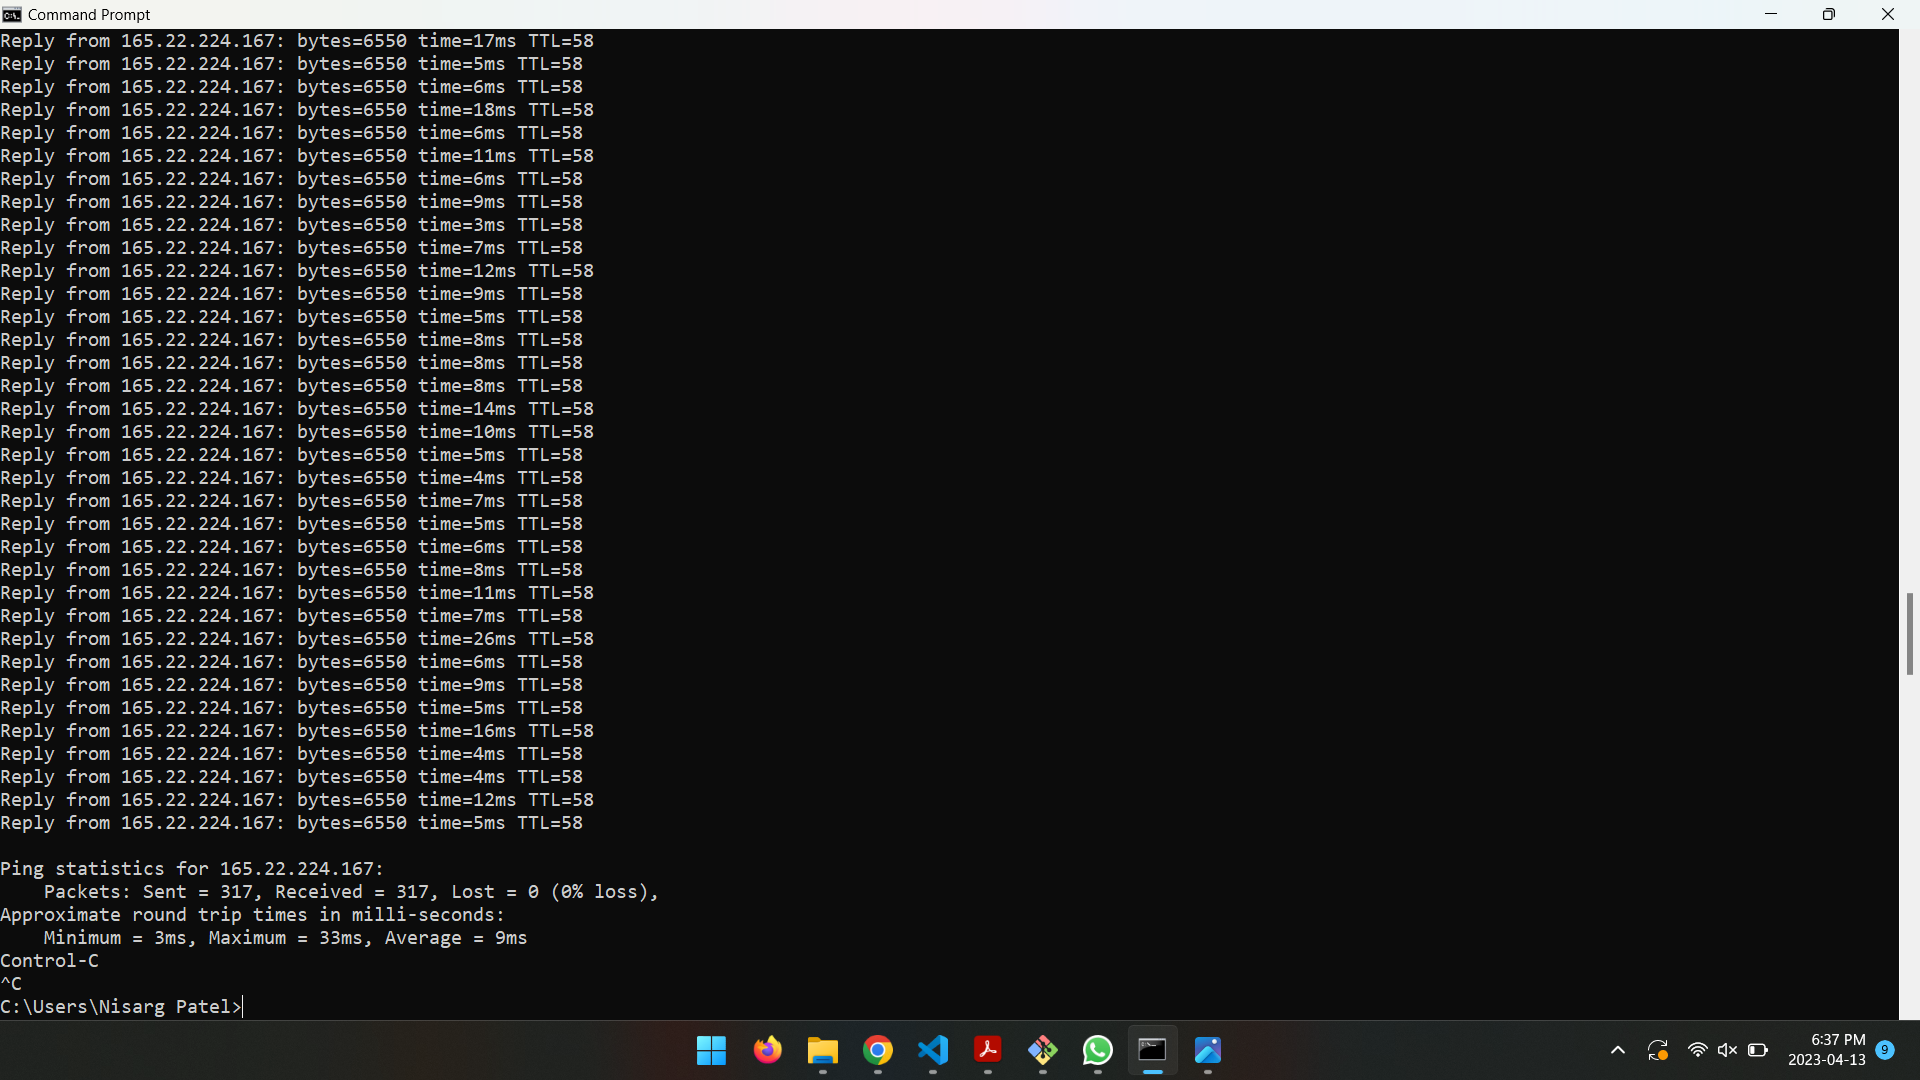 Command Prompt
Reply from 165.22.224.167: bytes=6550 time=17ms TTL=58
Reply from 165.22.224.167: bytes=6550 time=5ms TTL=58
Reply from 165.22.224.167: bytes=6550 time=6ms TTL=58
Reply from 165.22.224.167: bytes=6550 time=18ms TTL=58
Reply from 165.22.224.167: bytes=6550 time=6ms TTL=58
Reply from 165.22.224.167: bytes=6550 time=11ms TTL=58
Reply from 165.22.224.167: bytes=6550 time=6ms TTL=58
Reply from 165.22.224.167: bytes=6550 time=9ms TTL=58
Reply from 165.22.224.167: bytes=6550 time=3ms TTL=58
Reply from 165.22.224.167: bytes=6550 time=7ms TTL=58
Reply from 165.22.224.167: bytes=6550 time=12ms TTL=58
Reply from 165.22.224.167: bytes=6550 time=9ms TTL=58
Reply from 165.22.224.167: bytes=6550 time=5ms TTL=58
Reply from 165.22.224.167: bytes=6550 time=8ms TTL=58
Reply from 165.22.224.167: bytes=6550 time=8ms TTL=58
Reply from 165.22.224.167: bytes=6550 time=8ms TTL=58
Reply from 165.22.224.167: bytes=6550 time=14ms TTL=58
Reply from 165.22.224.167: bytes=6550 time=10ms TTL=58
Reply from 165.22.224.167: bytes=6550 time=5ms TTL=58
Reply from 165.22.224.167: bytes=6550 time=4ms TTL=58
Reply from 165.22.224.167: bytes=6550 time=7ms TTL=58
Reply from 165.22.224.167: bytes=6550 time=5ms TTL=58
Reply from 165.22.224.167: bytes=6550 time=6ms TTL=58
Reply from 165.22.224.167: bytes=6550 time=8ms TTL=58
Reply from 165.22.224.167: bytes=6550 time=11ms TTL=58
Reply from 165.22.224.167: bytes=6550 time=7ms TTL=58
Reply from 165.22.224.167: bytes=6550 time=26ms TTL=58
Reply from 165.22.224.167: bytes=6550 time=6ms TTL=58
Reply from 165.22.224.167: bytes=6550 time=9ms TTL=58
Reply from 165.22.224.167: bytes=6550 time=5ms TTL=58
Reply from 165.22.224.167: bytes=6550 time=16ms TTL=58
Reply from 165.22.224.167: bytes=6550 time=4ms TTL=58
Reply from 165.22.224.167: bytes=6550 time=4ms TTL=58
Reply from 165.22.224.167: bytes=6550 time=12ms TTL=58
Reply from 165.22.224.167: bytes=6550 time=5ms TTL=58
Ping statistics for 165.22.224.167:
Packets: Sent = 317, Received = 317, Lost = 0 (0% loss),
Approximate round trip times in milli-seconds:
Minimum = 3ms, Maximum = 33ms, Average = 9ms
Control-C
^C
C:\Users\Nisarg Patel>
6:37 PM
2023-04-13
9